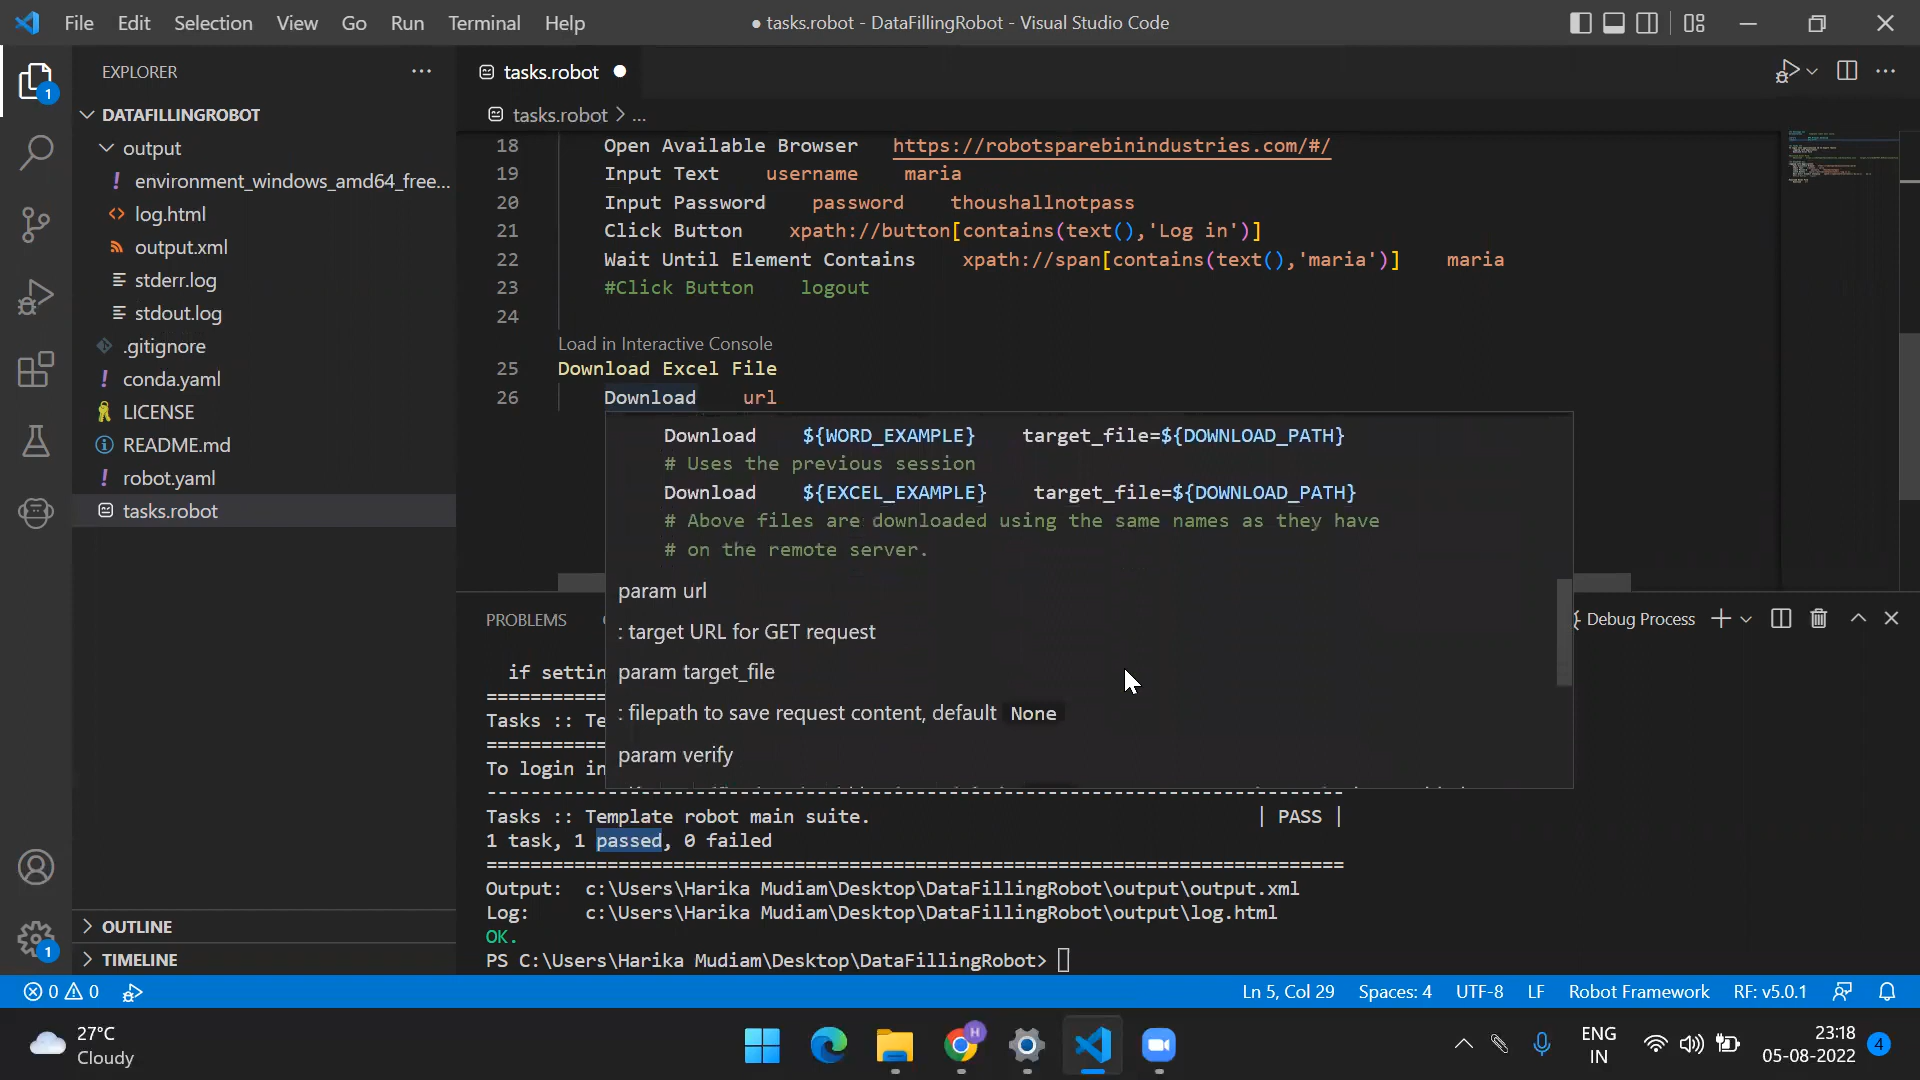 File Edit Selection View Go Run Terminal Help
● tasks.robot - DataFillingRobot - Visual Studio Code
EXPLORER
tasks.robot
1
DATAFILLINGROBOT
tasks.robot > ...
output
environment_windows_amd64_free...
log.html
output.xml
stderr.log
stdout.log
.gitignore
conda.yaml
LICENSE
README.md
robot.yaml
tasks.robot
OUTLINE
TIMELINE
1
18 Open Available Browser https://robotsparebinindustries.com/#/
19 Input Text username maria
20 Input Password password thoushallnotpass
21 Click Button xpath://button[contains(text(),'Log in')]
22 Wait Until Element Contains xpath://span[contains(text(),'maria')] maria
23 #Click Button logout
24
Load in Interactive Console
25 Download Excel File
26 Download url
Download ${WORD_EXAMPLE} target_file=${DOWNLOAD_PATH}
# Uses the previous session
Download ${EXCEL_EXAMPLE} target_file=${DOWNLOAD_PATH}
# Above files are downloaded using the same names as they have
# on the remote server.
param url
: target URL for GET request
param target_file
: filepath to save request content, default None
param verify
PROBLEMS
Debug Process
if settin
==========
Tasks :: Te
==========
To login in
------------------------------------------------------------------------------
Tasks :: Template robot main suite. | PASS |
1 task, 1 passed, 0 failed
==============================================================================
Output: c:\Users\Harika Mudiam\Desktop\DataFillingRobot\output\output.xml
Log: c:\Users\Harika Mudiam\Desktop\DataFillingRobot\output\log.html
OK.
PS C:\Users\Harika Mudiam\Desktop\DataFillingRobot>
0 0
Ln 5, Col 29 Spaces: 4 UTF-8 LF Robot Framework RF: v5.0.1
27°C
Cloudy
H
ENG
IN
23:18
05-08-2022
4